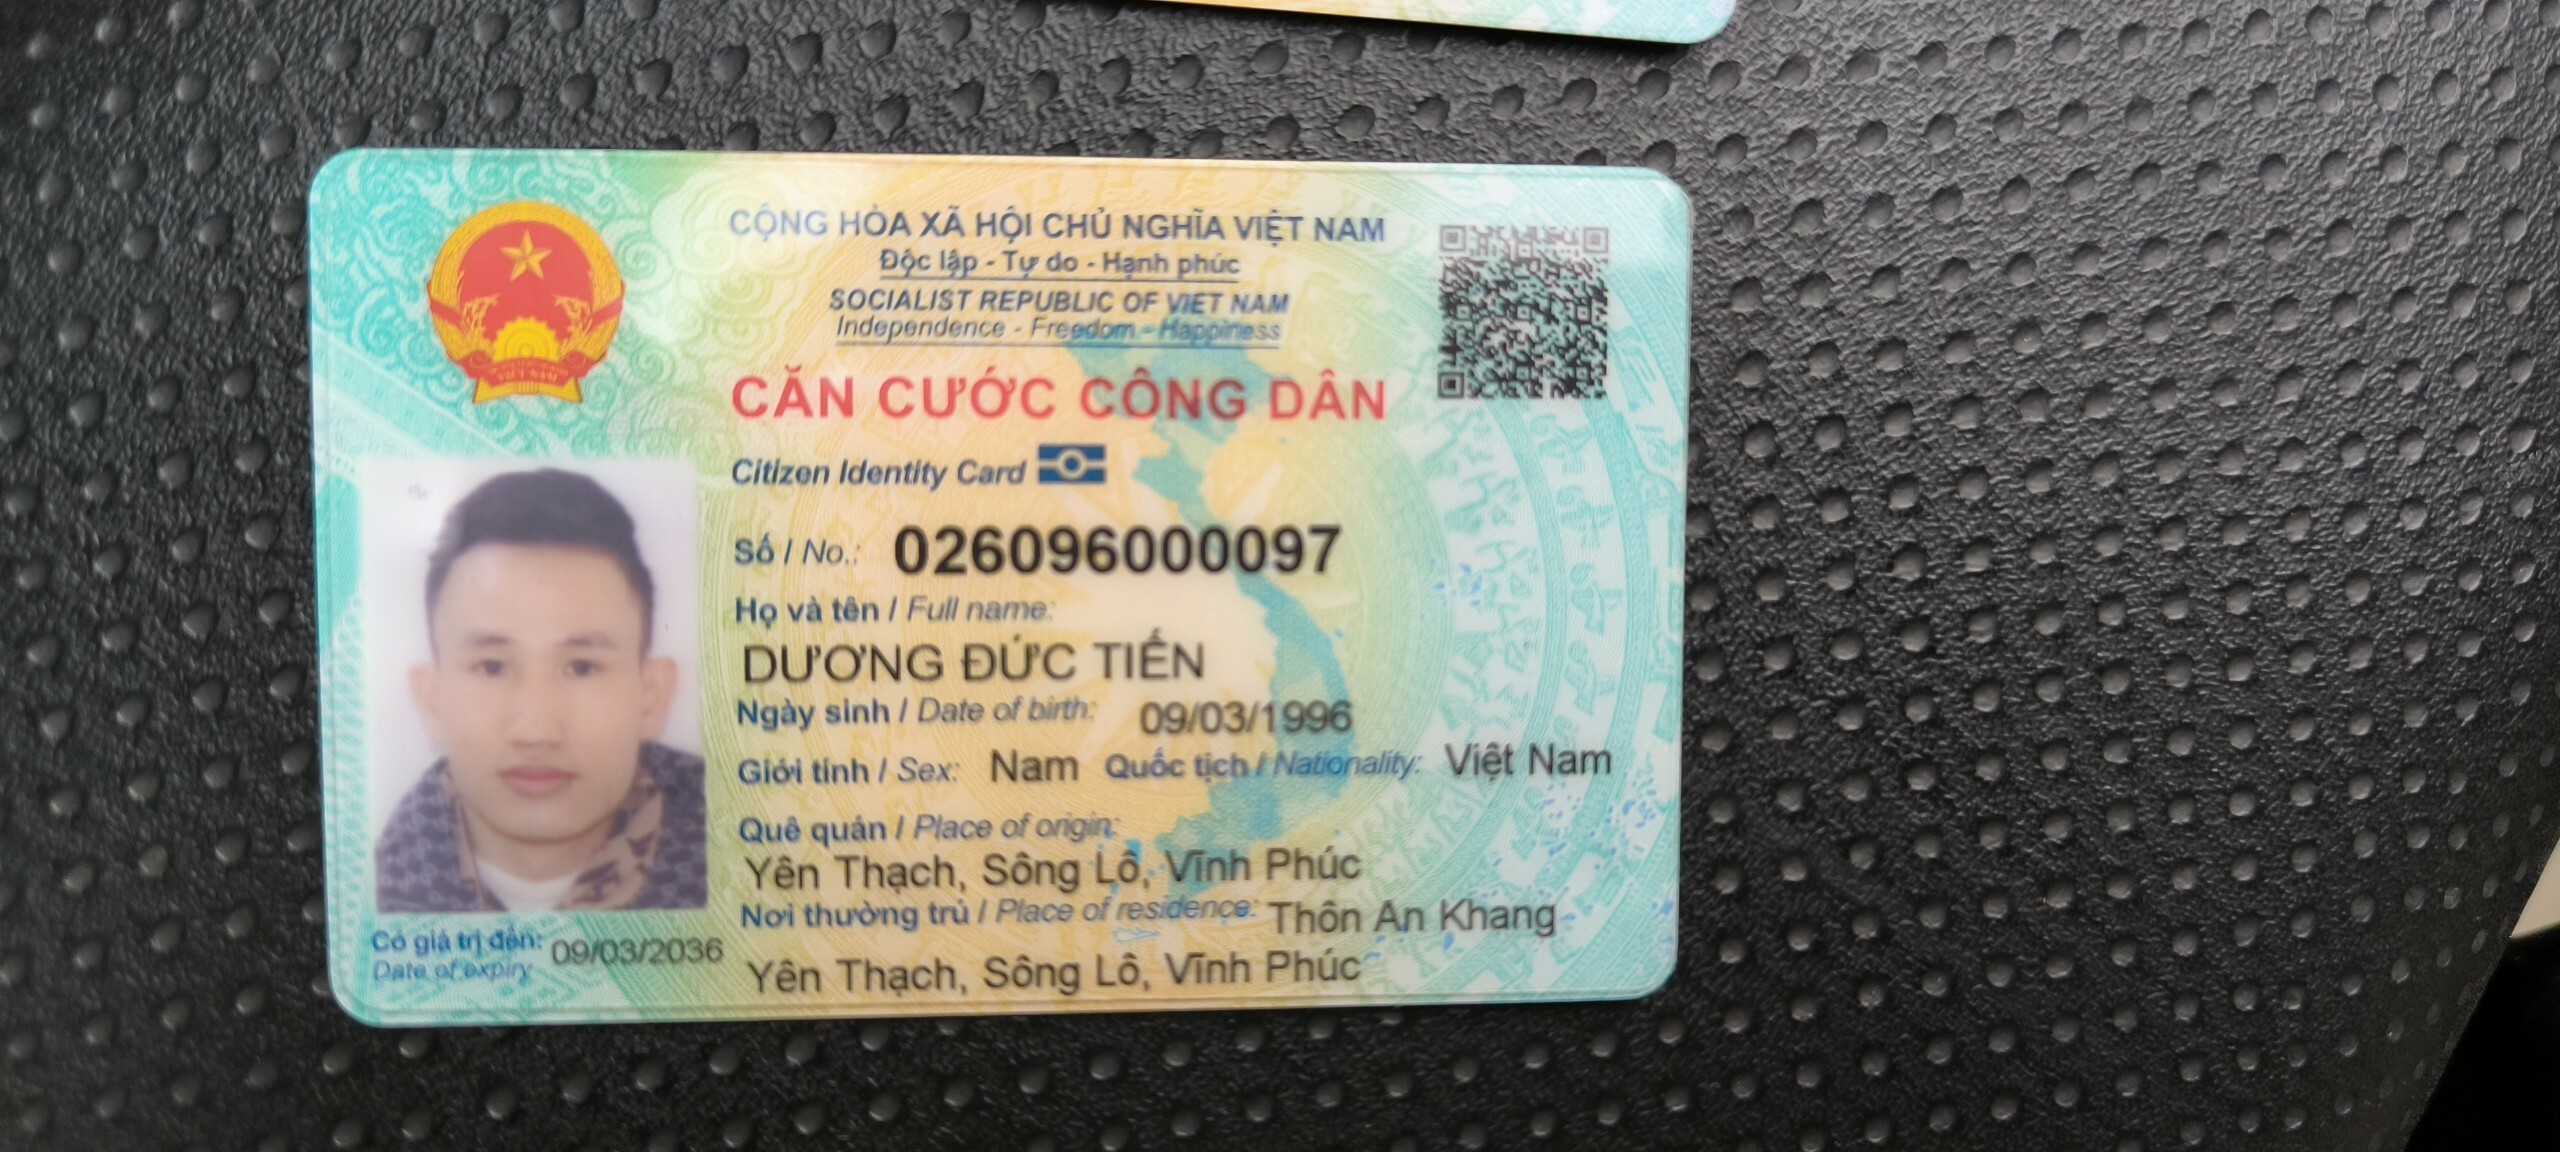 CỘNG HÒA XÃ HỘI CHỦ NGHĨA VIỆT NAM
Độc lập - Tự do - Hạnh phúc
SOCIALIST REPUBLIC OF VIET NAM
Independence - Freedom - Happiness
CĂN CƯỚC CÔNG DÂN
Citizen Identity Card
Số / No.: 026096000097
Họ và tên / Full name:
DƯƠNG ĐỨC TIẾN
Ngày sinh / Date of birth: 09/03/1996
Giới tính / Sex: Nam Quốc tịch / Nationality: Việt Nam
Quê quán / Place of origin:
Yên Thạch, Sông Lô, Vĩnh Phúc
Nơi thường trú / Place of residence: Thôn An Khang
Yên Thạch, Sông Lô, Vĩnh Phúc
Có giá trị đến: 09/03/2036
Date of expiry
VIỆT NAM